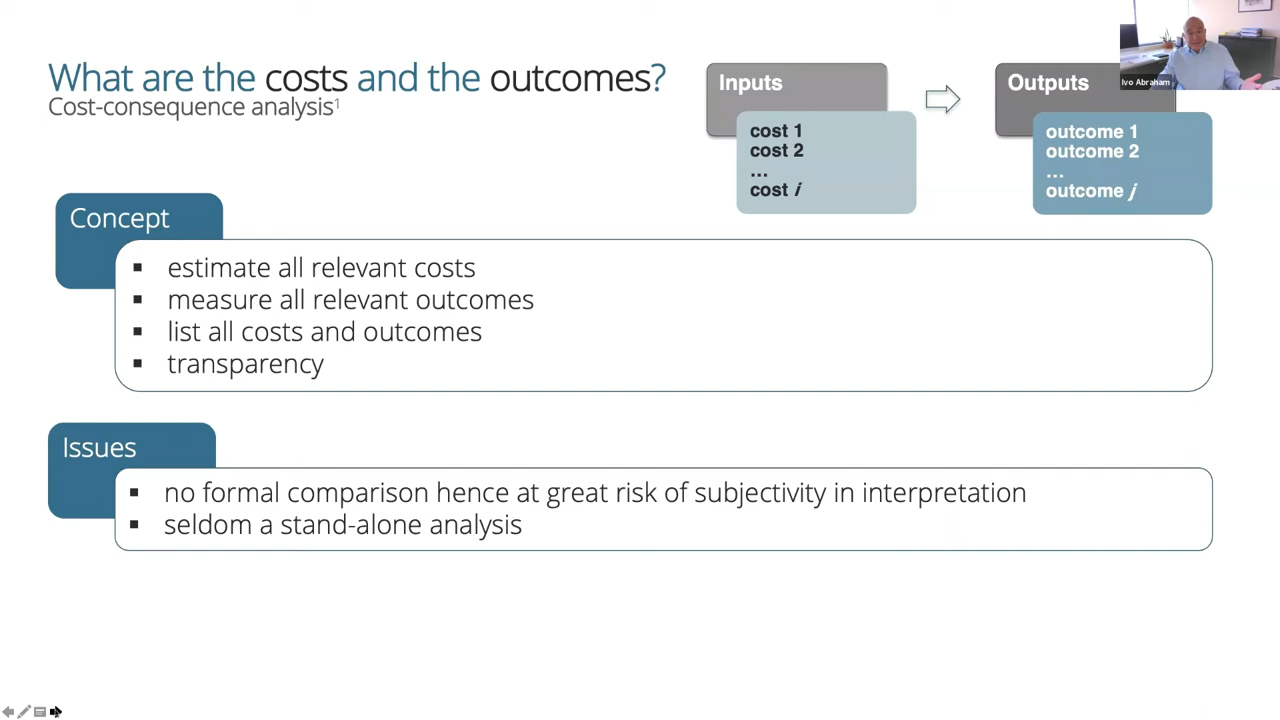 What are the costs and the outcomes?
Cost-consequence analysis¹
Inputs
cost 1
cost 2
...
cost i
Outputs
outcome 1
outcome 2
...
outcome j
Ivo Abraham
Concept
▪ estimate all relevant costs
▪ measure all relevant outcomes
▪ list all costs and outcomes
▪ transparency
Issues
▪ no formal comparison hence at great risk of subjectivity in interpretation
▪ seldom a stand-alone analysis